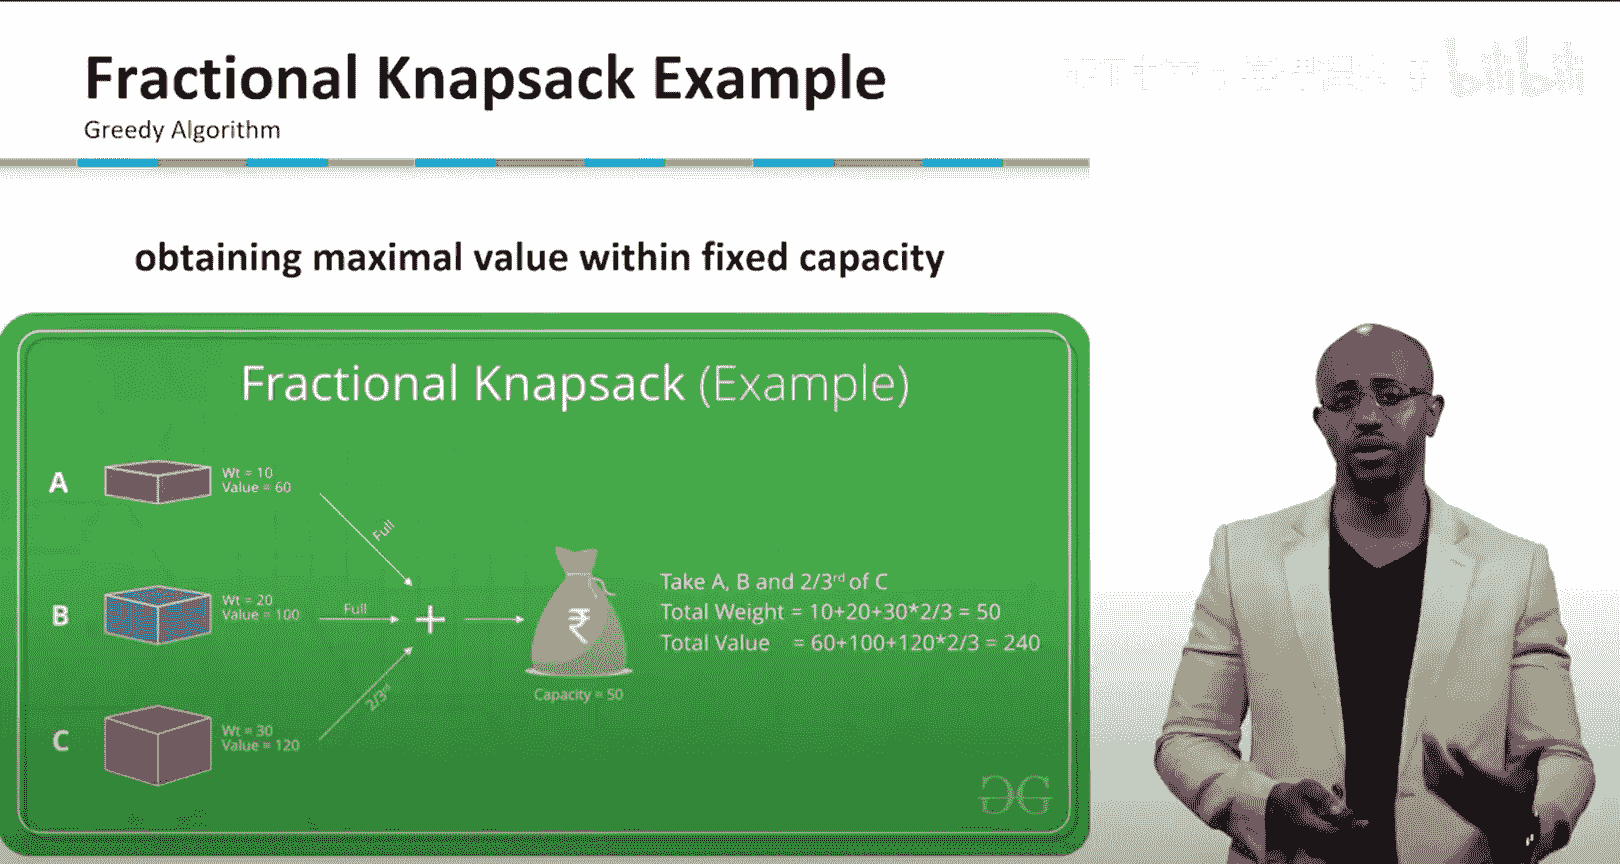 Fractional Knapsack Example
Greedy Algorithm
bilibili
obtaining maximal value within fixed capacity
Fractional Knapsack (Example)
A
Wt = 10
Value = 60
Full
B
Wt = 20
Value = 100
Full
+
₹
Capacity = 50
Take A, B and 2/3rd of C
Total Weight = 10+20+30*2/3 = 50
Total Value = 60+100+120*2/3 = 240
2/3rd
C
Wt = 30
Value = 120